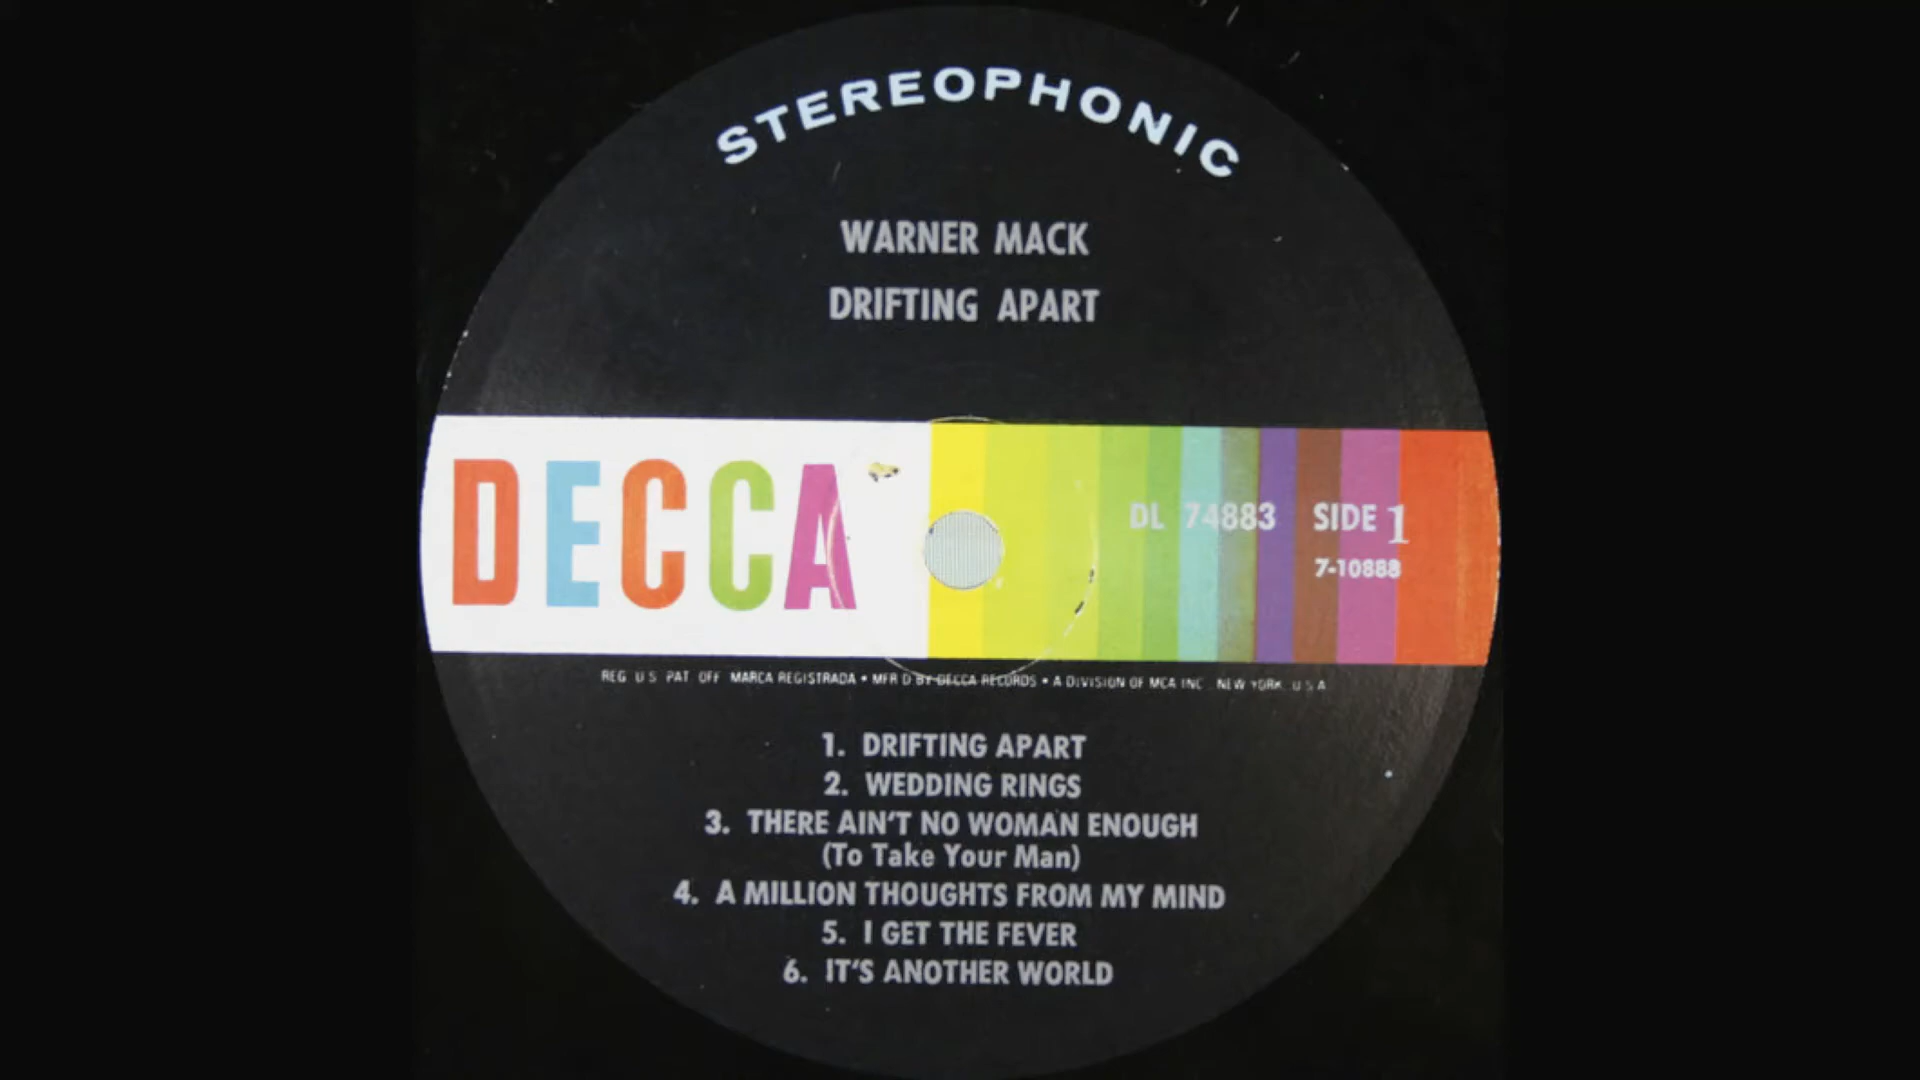 STEREOPHONIC
WARNER MACK
DRIFTING APART
DECCA
DL 74883 SIDE 1
7-10888
REG U S PAT OFF MARCA REGISTRADA • MFR D BY DECCA RECORDS • A DIVISION OF MCA INC NEW YORK U S A
1. DRIFTING APART
2. WEDDING RINGS
3. THERE AIN'T NO WOMAN ENOUGH
(To Take Your Man)
4. A MILLION THOUGHTS FROM MY MIND
5. I GET THE FEVER
6. IT'S ANOTHER WORLD